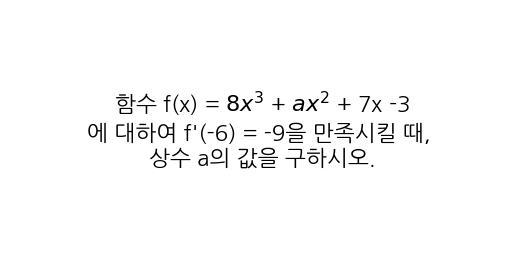 함수 f(x) = 8x³ + ax² + 7x -3
에 대하여 f'(-6) = -9을 만족시킬 때,
상수 a의 값을 구하시오.